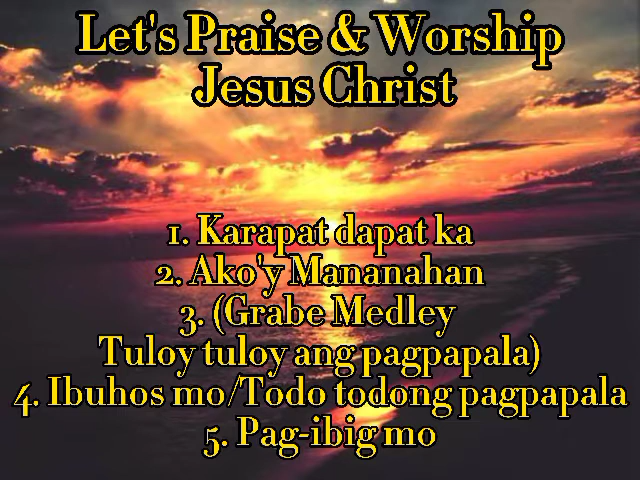 Let's Praise & Worship
Jesus Christ
1. Karapat dapat ka
2. Ako'y Mananahan
3. (Grabe Medley
Tuloy tuloy ang pagpapala)
4. Ibuhos mo/Todo todong pagpapala
5. Pag-ibig mo